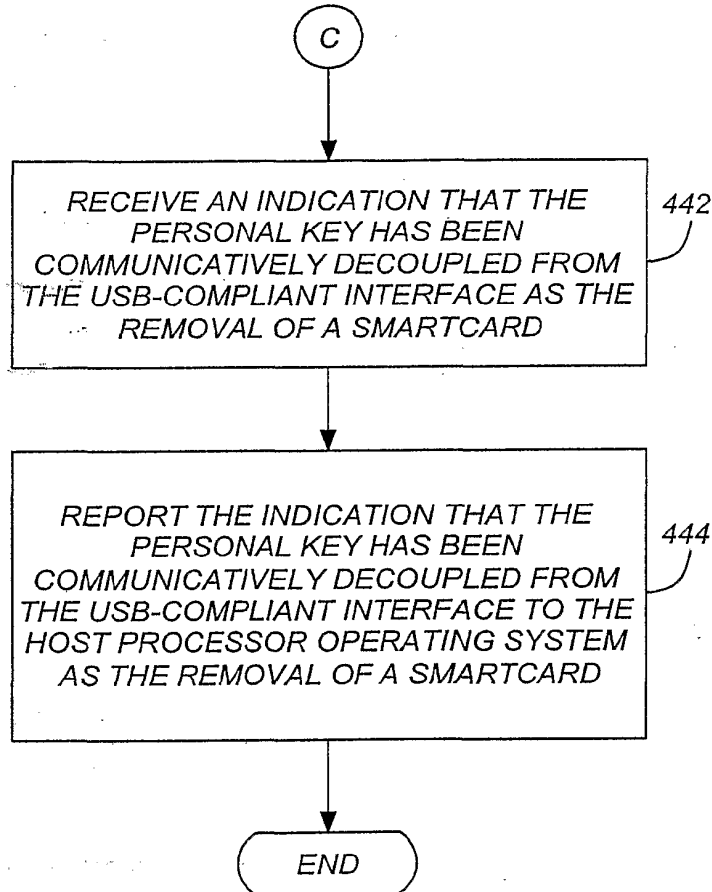 C
RECEIVE AN INDICATION THAT THE
PERSONAL KEY HAS BEEN
COMMUNICATIVELY DECOUPLED FROM
THE USB-COMPLIANT INTERFACE AS THE
REMOVAL OF A SMARTCARD
442
REPORT THE INDICATION THAT THE
PERSONAL KEY HAS BEEN
COMMUNICATIVELY DECOUPLED FROM
THE USB-COMPLIANT INTERFACE TO THE
HOST PROCESSOR OPERATING SYSTEM
AS THE REMOVAL OF A SMARTCARD
444
END